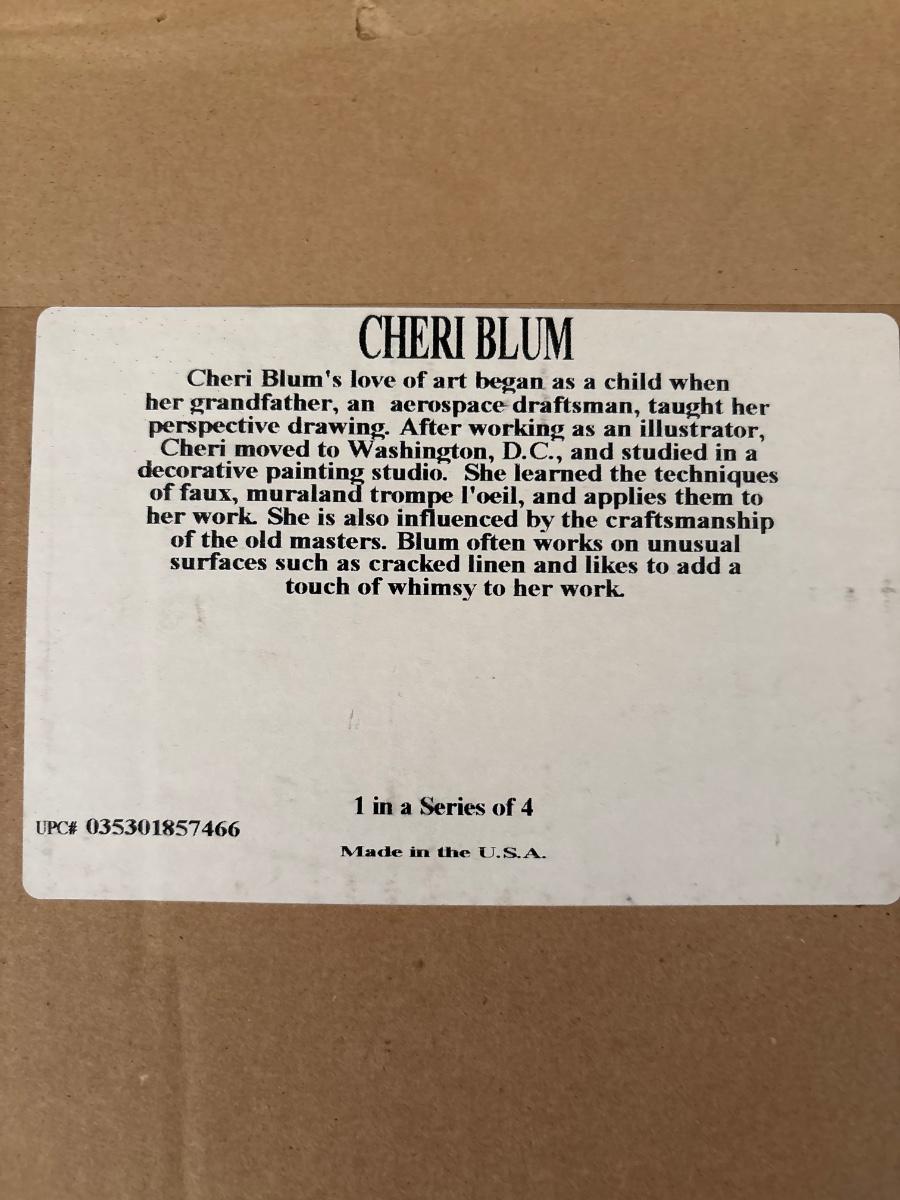 CHERI BLUM
Cheri Blum's love of art began as a child when
her grandfather, an aerospace draftsman, taught her
perspective drawing. After working as an illustrator,
Cheri moved to Washington, D.C., and studied in a
decorative painting studio. She learned the techniques
of faux, muraland trompe l'oeil, and applies them to
her work. She is also influenced by the craftsmanship
of the old masters. Blum often works on unusual
surfaces such as cracked linen and likes to add a
touch of whimsy to her work.
1 in a Series of 4
UPC# 035301857466
Made in the U.S.A.